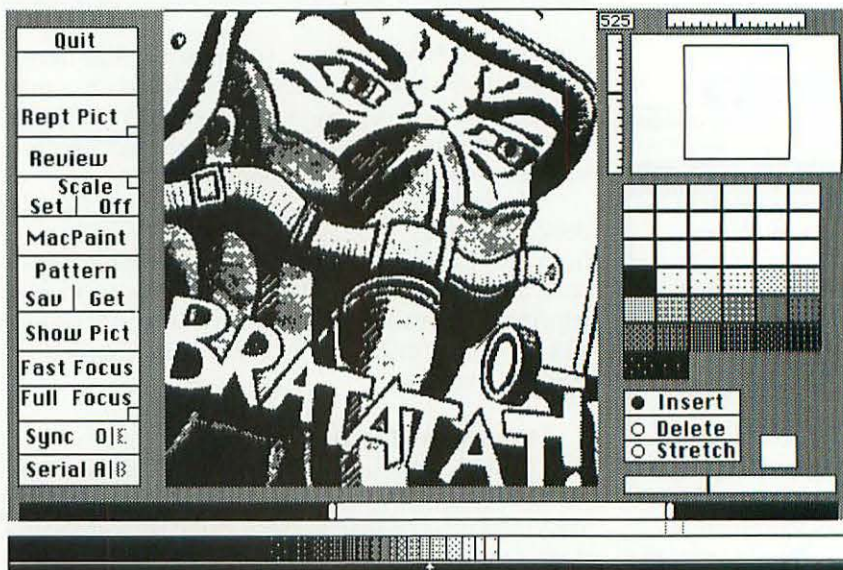 Quit
525
Rept Pict
Review
Scale
Set | Off
MacPaint
Pattern
Sav | Get
Show Pict
Fast Focus
Full Focus
Sync O|E
Serial A|B
BRATATATAT!
Insert
Delete
Stretch